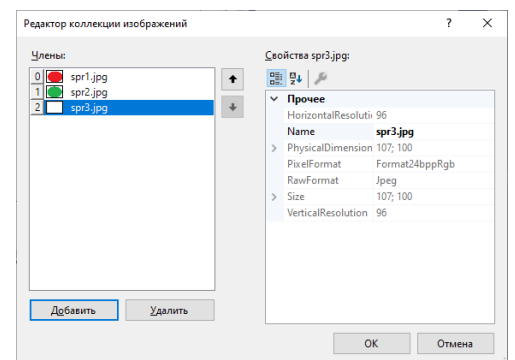 Редактор коллекции изображений ? ×
Члены:
0 spr1.jpg
1 spr2.jpg
2 spr3.jpg
Добавить Удалить
Свойства spr3.jpg:
Прочее
HorizontalResoluti 96
Name spr3.jpg
PhysicalDimension 107; 100
PixelFormat Format24bppRgb
RawFormat Jpeg
Size 107; 100
VerticalResolution 96
OK Отмена